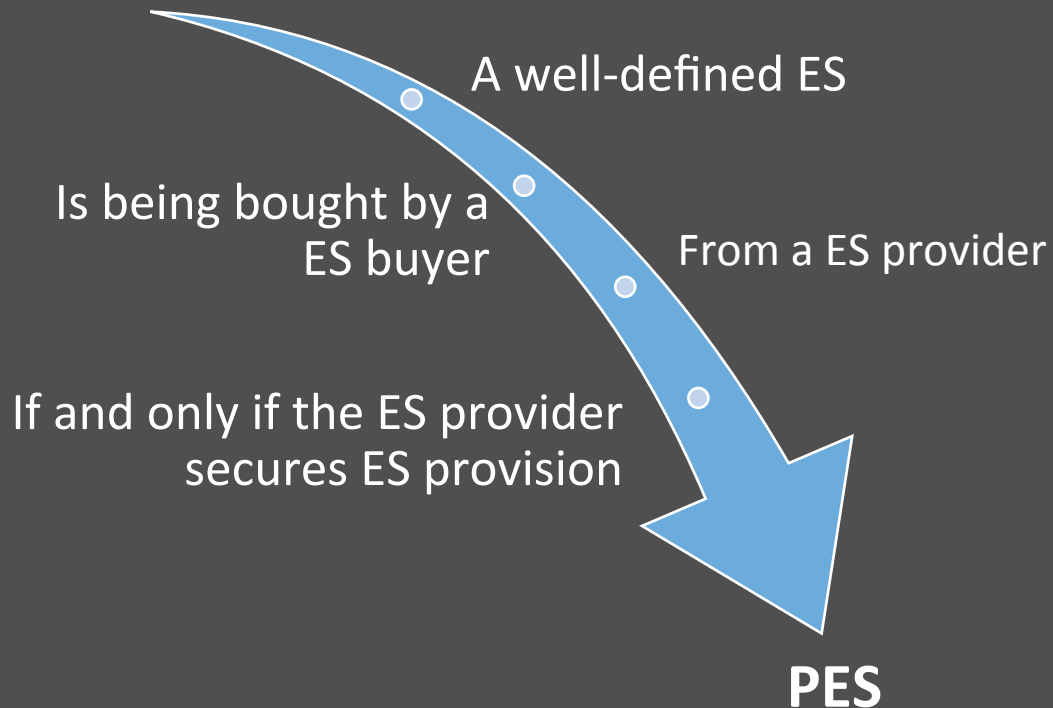 A well-defined ES
Is being bought by a
ES buyer
From a ES provider
If and only if the ES provider
secures ES provision
PES